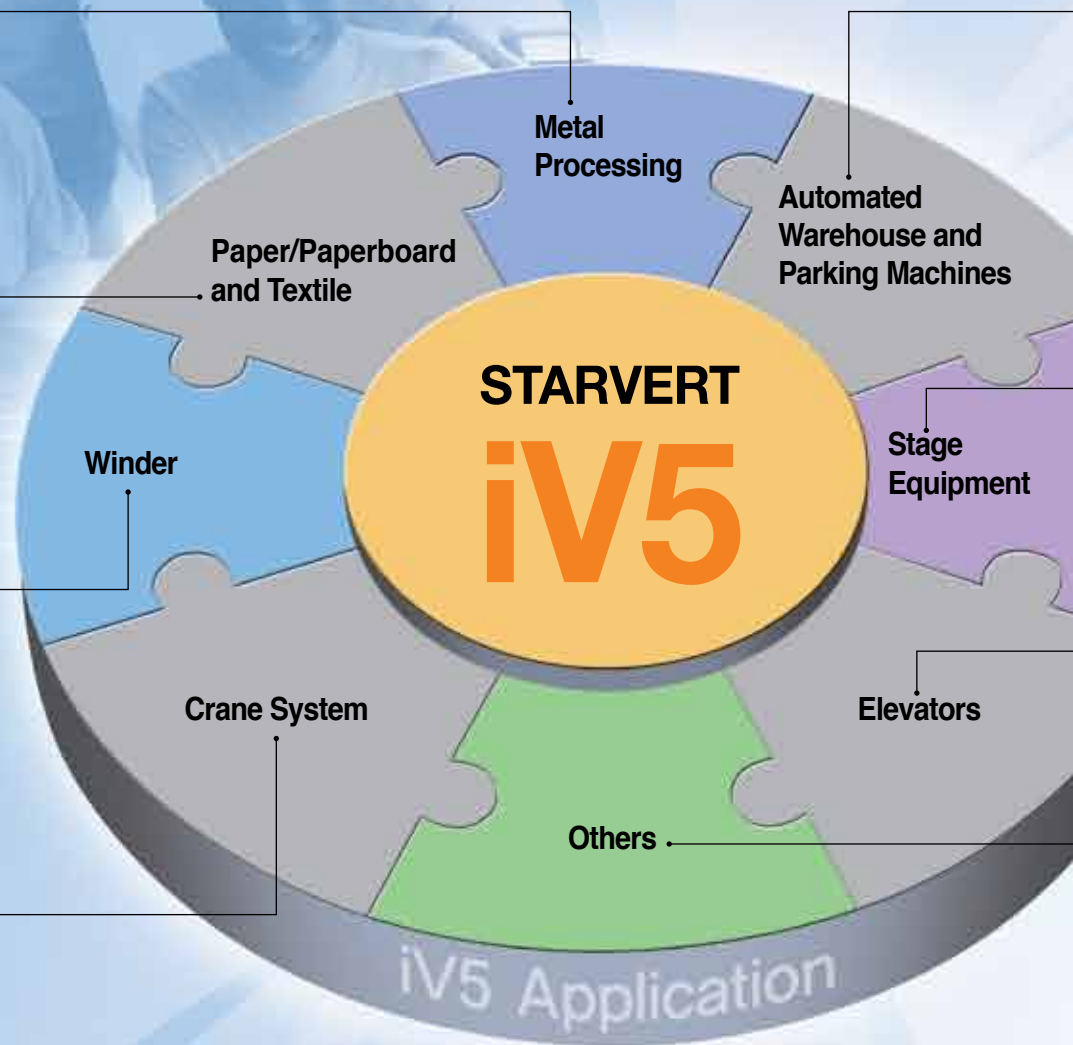 Metal
Processing
Automated
Warehouse and
Parking Machines
Paper/Paperboard
and Textile
STARVERT
iV5
Stage
Equipment
Winder
Crane System
Elevators
Others
iV5 Application